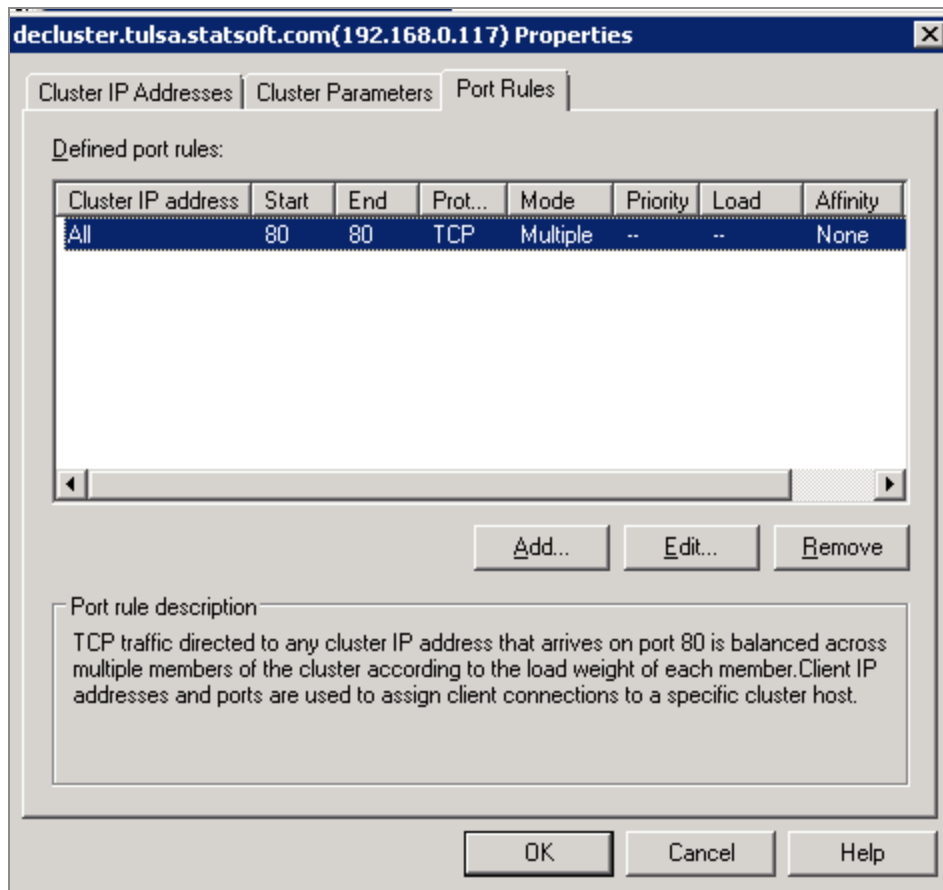 decluster.tulsa.statsoft.com(192.168.0.117) Properties
Cluster IP Addresses Cluster Parameters Port Rules
Defined port rules:
Cluster IP address Start End Prot... Mode Priority Load Affinity
All 80 80 TCP Multiple -- -- None
Add... Edit... Remove
Port rule description
TCP traffic directed to any cluster IP address that arrives on port 80 is balanced across
multiple members of the cluster according to the load weight of each member.Client IP
addresses and ports are used to assign client connections to a specific cluster host.
OK Cancel Help